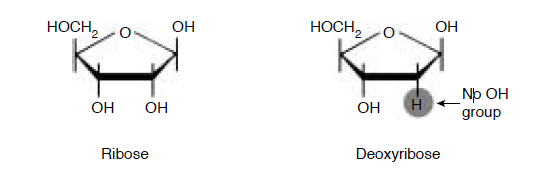 HOCH2 O OH
OH OH
Ribose
HOCH2 O OH
OH H
Np OH
group
Deoxyribose